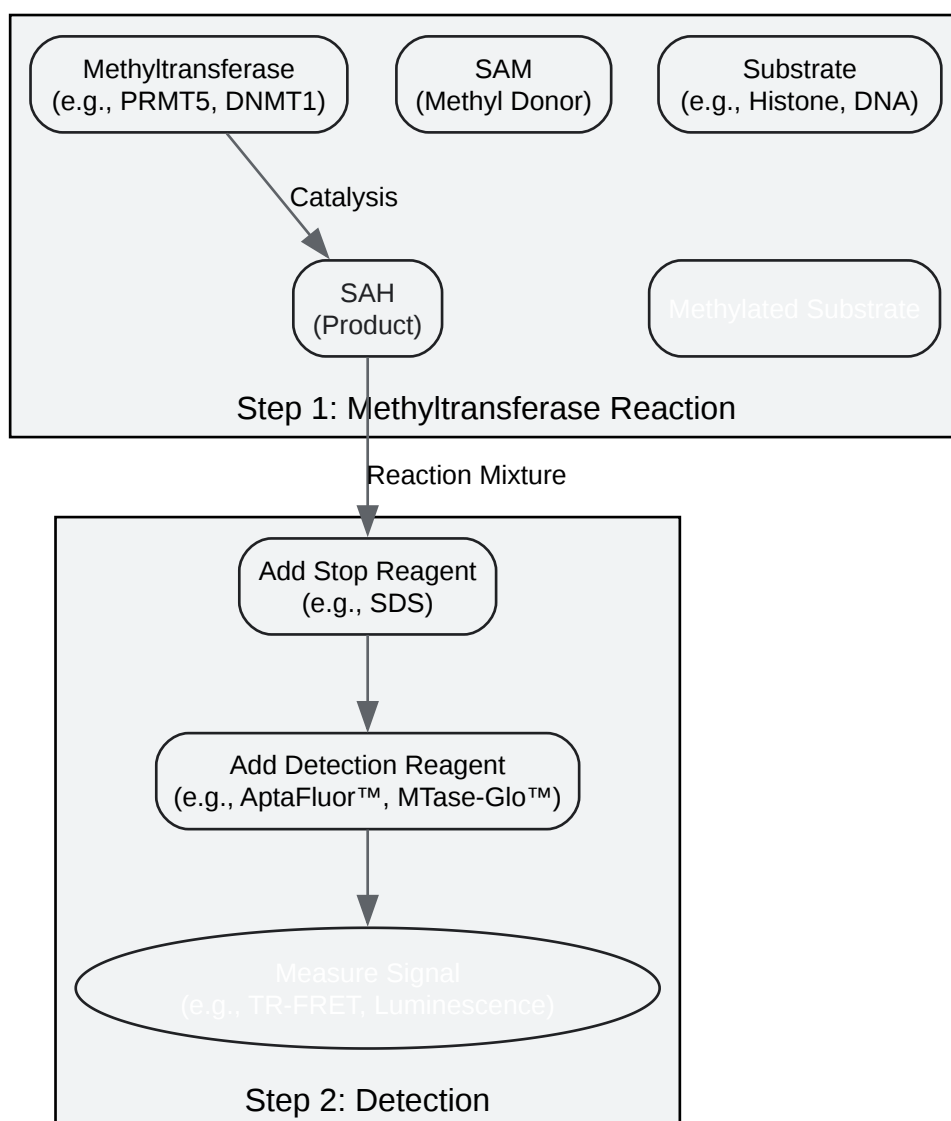 Methyltransferase
(e.g., PRMT5, DNMT1)
SAM
(Methyl Donor)
Substrate
(e.g., Histone, DNA)
Catalysis
SAH
(Product)
Methylated Substrate
Step 1: Methyltransferase Reaction
Reaction Mixture
Add Stop Reagent
(e.g., SDS)
Add Detection Reagent
(e.g., AptaFluor™, MTase-Glo™)
Measure Signal
(e.g., TR-FRET, Luminescence)
Step 2: Detection